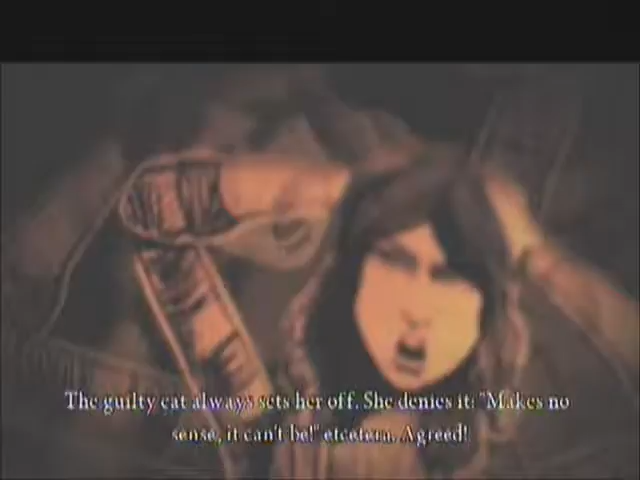 The guilty cat always sets her off. She denies it: "Makes no
sense, it can't be!" etcetera. Agreed!